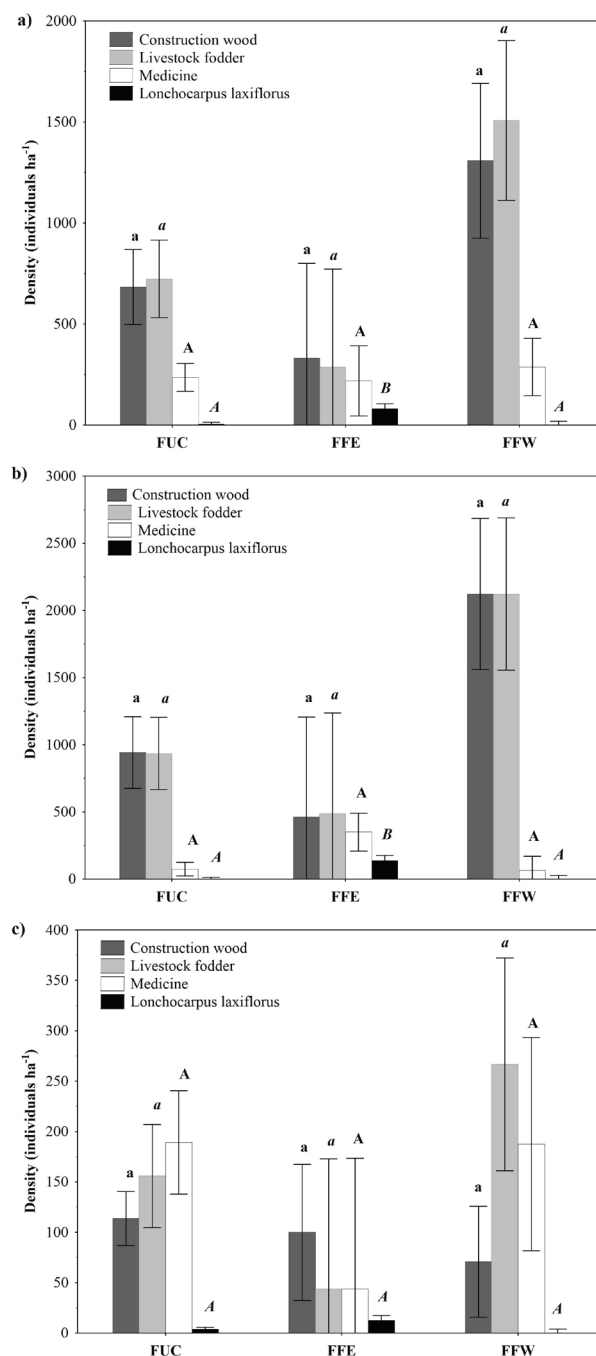 a)
2000
1500
1000
500
0
Density (individuals ha⁻¹)
Construction wood
Livestock fodder
Medicine
Lonchocarpus laxiflorus
a
a
A
A
a
a
A
B
a
a
A
A
FUC
FFE
FFW
b)
3000
2500
2000
1500
1000
500
0
Density (individuals ha⁻¹)
Construction wood
Livestock fodder
Medicine
Lonchocarpus laxiflorus
a
a
A
A
a
a
A
B
a
a
A
A
FUC
FFE
FFW
c)
400
350
300
250
200
150
100
50
0
Density (individuals ha⁻¹)
Construction wood
Livestock fodder
Medicine
Lonchocarpus laxiflorus
a
a
A
A
a
a
A
A
a
a
A
A
FUC
FFE
FFW